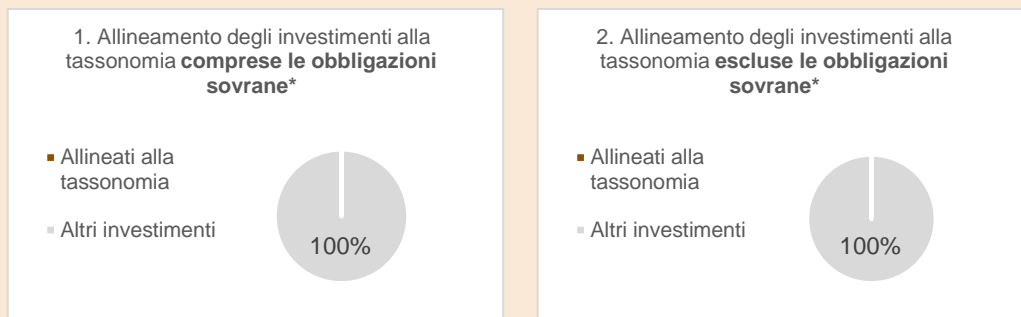 1. Allineamento degli investimenti alla
tassonomia comprese le obbligazioni
sovrane*
Allineati alla
tassonomia
Altri investimenti
100%
2. Allineamento degli investimenti alla
tassonomia escluse le obbligazioni
sovrane*
Allineati alla
tassonomia
Altri investimenti
100%